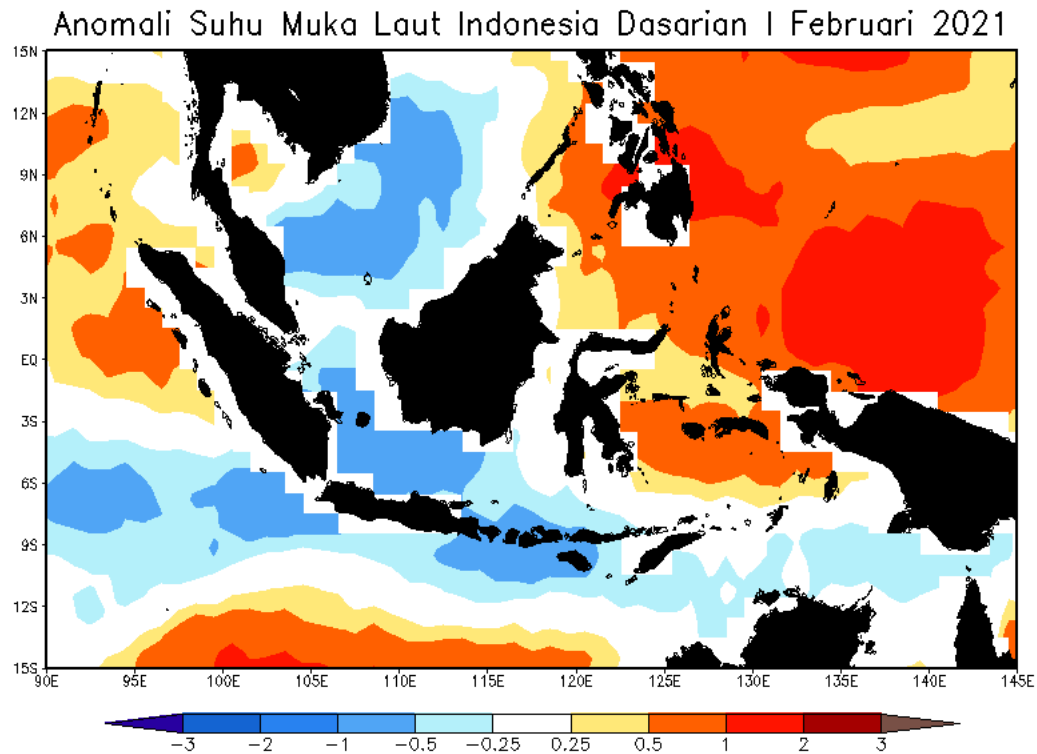 Anomali Suhu Muka Laut Indonesia Dasarian I Februari 2021
15N
12N
9N
6N
3N
EQ
3S
6S
9S
12S
15S
90E 95E 100E 105E 110E 115E 120E 125E 130E 135E 140E 145E
-3 -2 -1 -0.5 -0.25 0.25 0.5 1 2 3